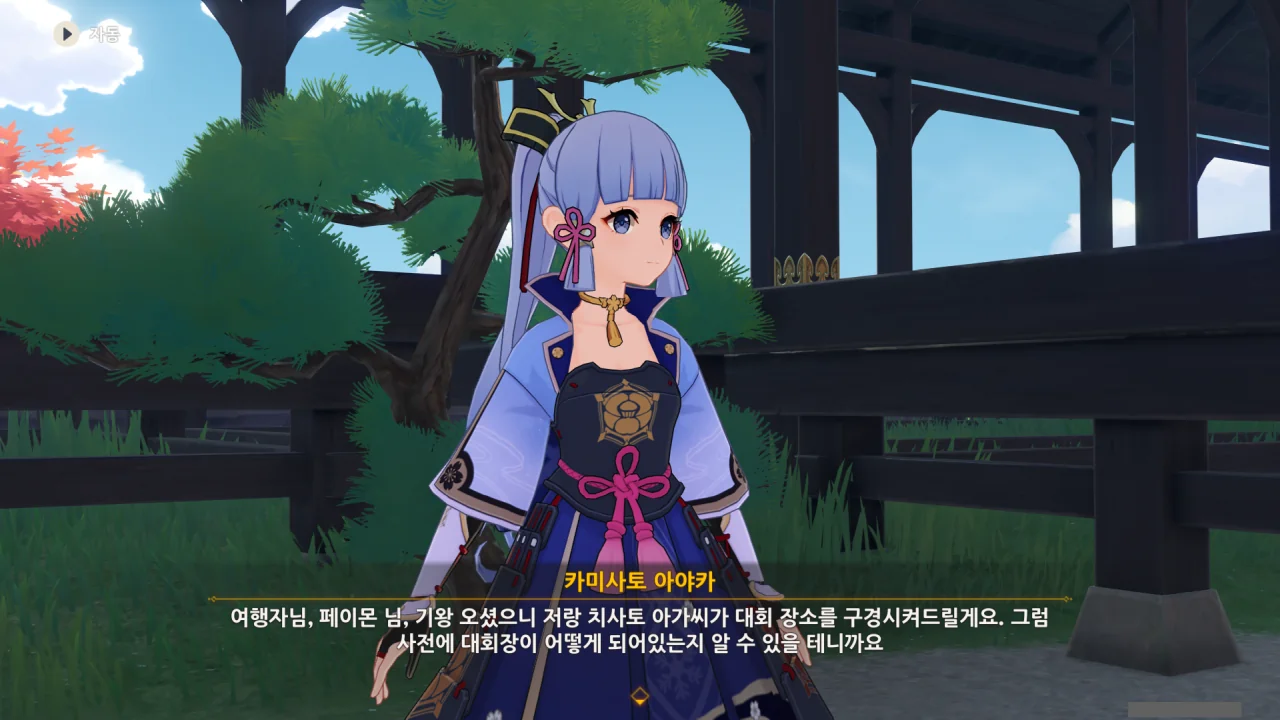 자동
카미사토 아야카
여행자님, 페이몬 님, 기왕 오셨으니 저랑 치사토 아가씨가 대회 장소를 구경시켜드릴게요. 그럼
사전에 대회장이 어떻게 되어있는지 알 수 있을 테니까요